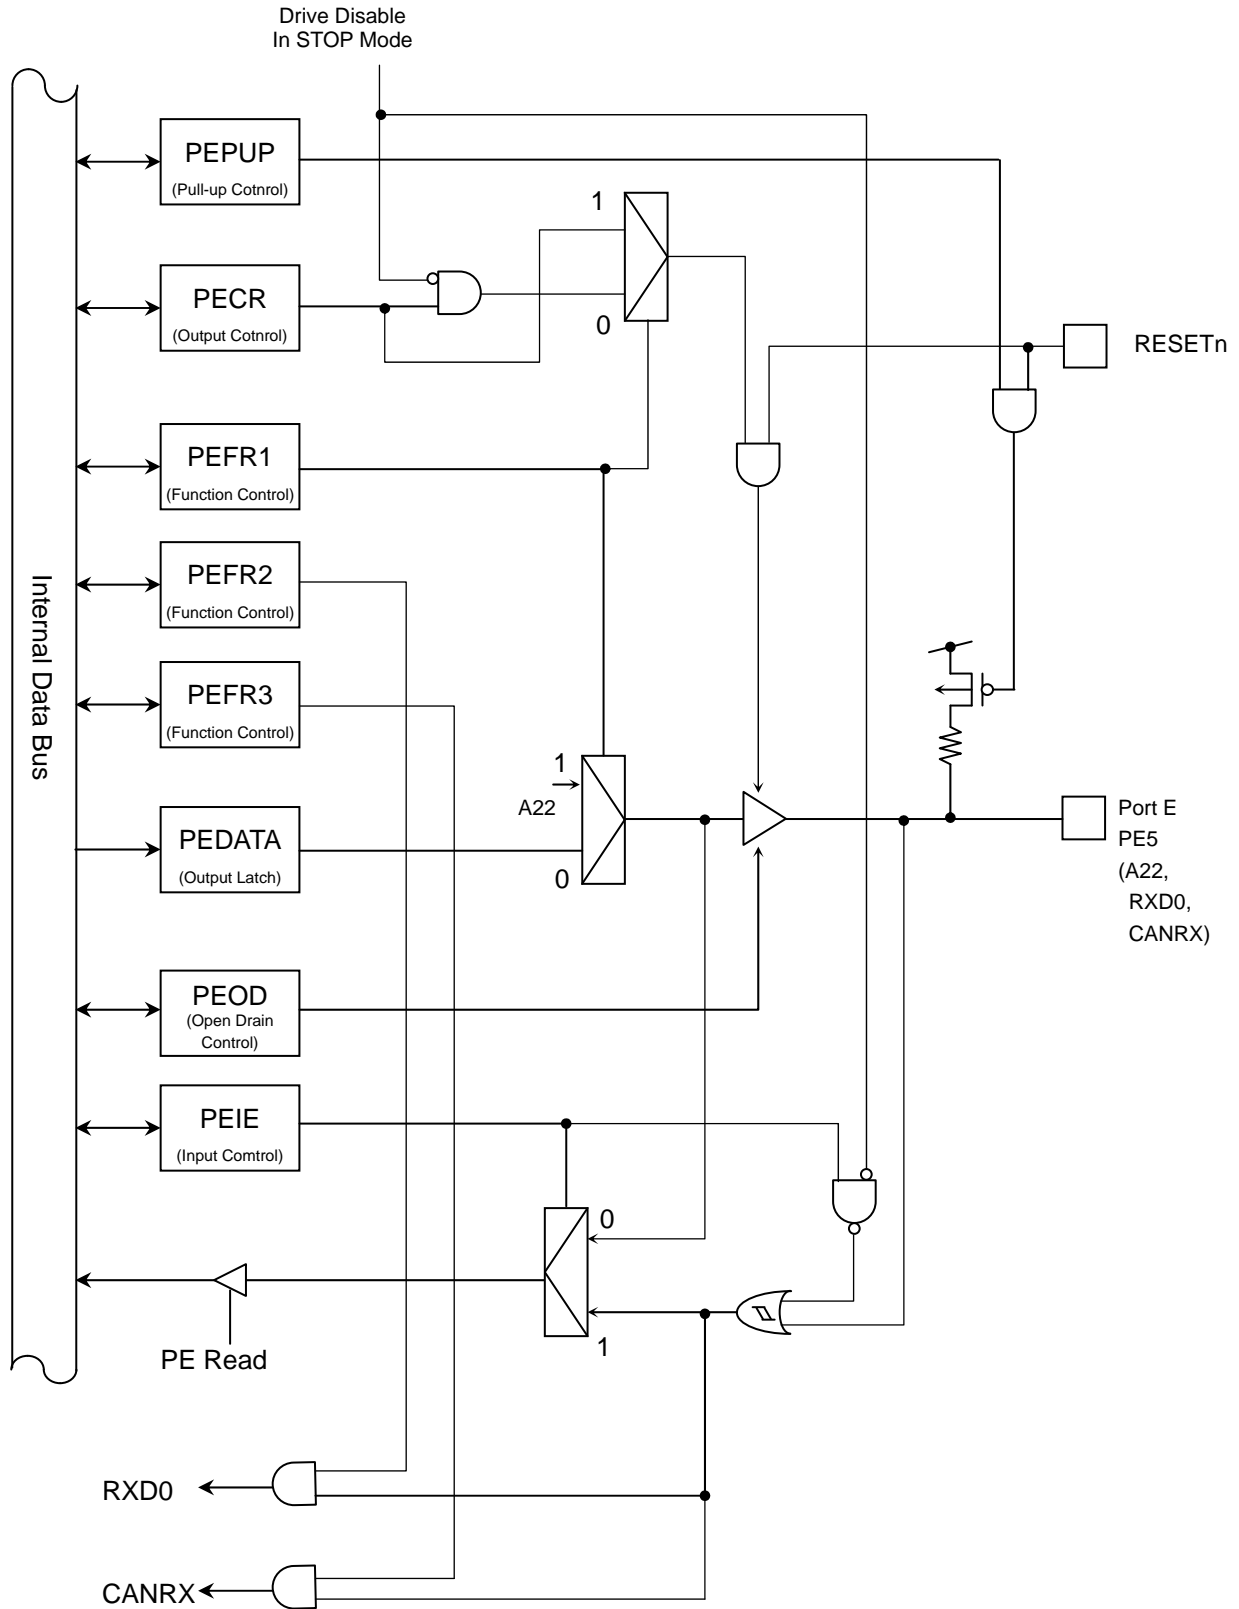 Drive Disable
In STOP Mode
PEPUP
(Pull-up Cotnrol)
1
PECR
(Output Cotnrol)
0
RESETn
PEFR1
(Function Control)
PEFR2
(Function Control)
Internal Data Bus
PEFR3
(Function Control)
1
A22
PEDATA
(Output Latch)
0
Port E
PE5
(A22,
RXD0,
CANRX)
PEOD
(Open Drain
Control)
PEIE
(Input Comtrol)
0
1
PE Read
RXD0
CANRX